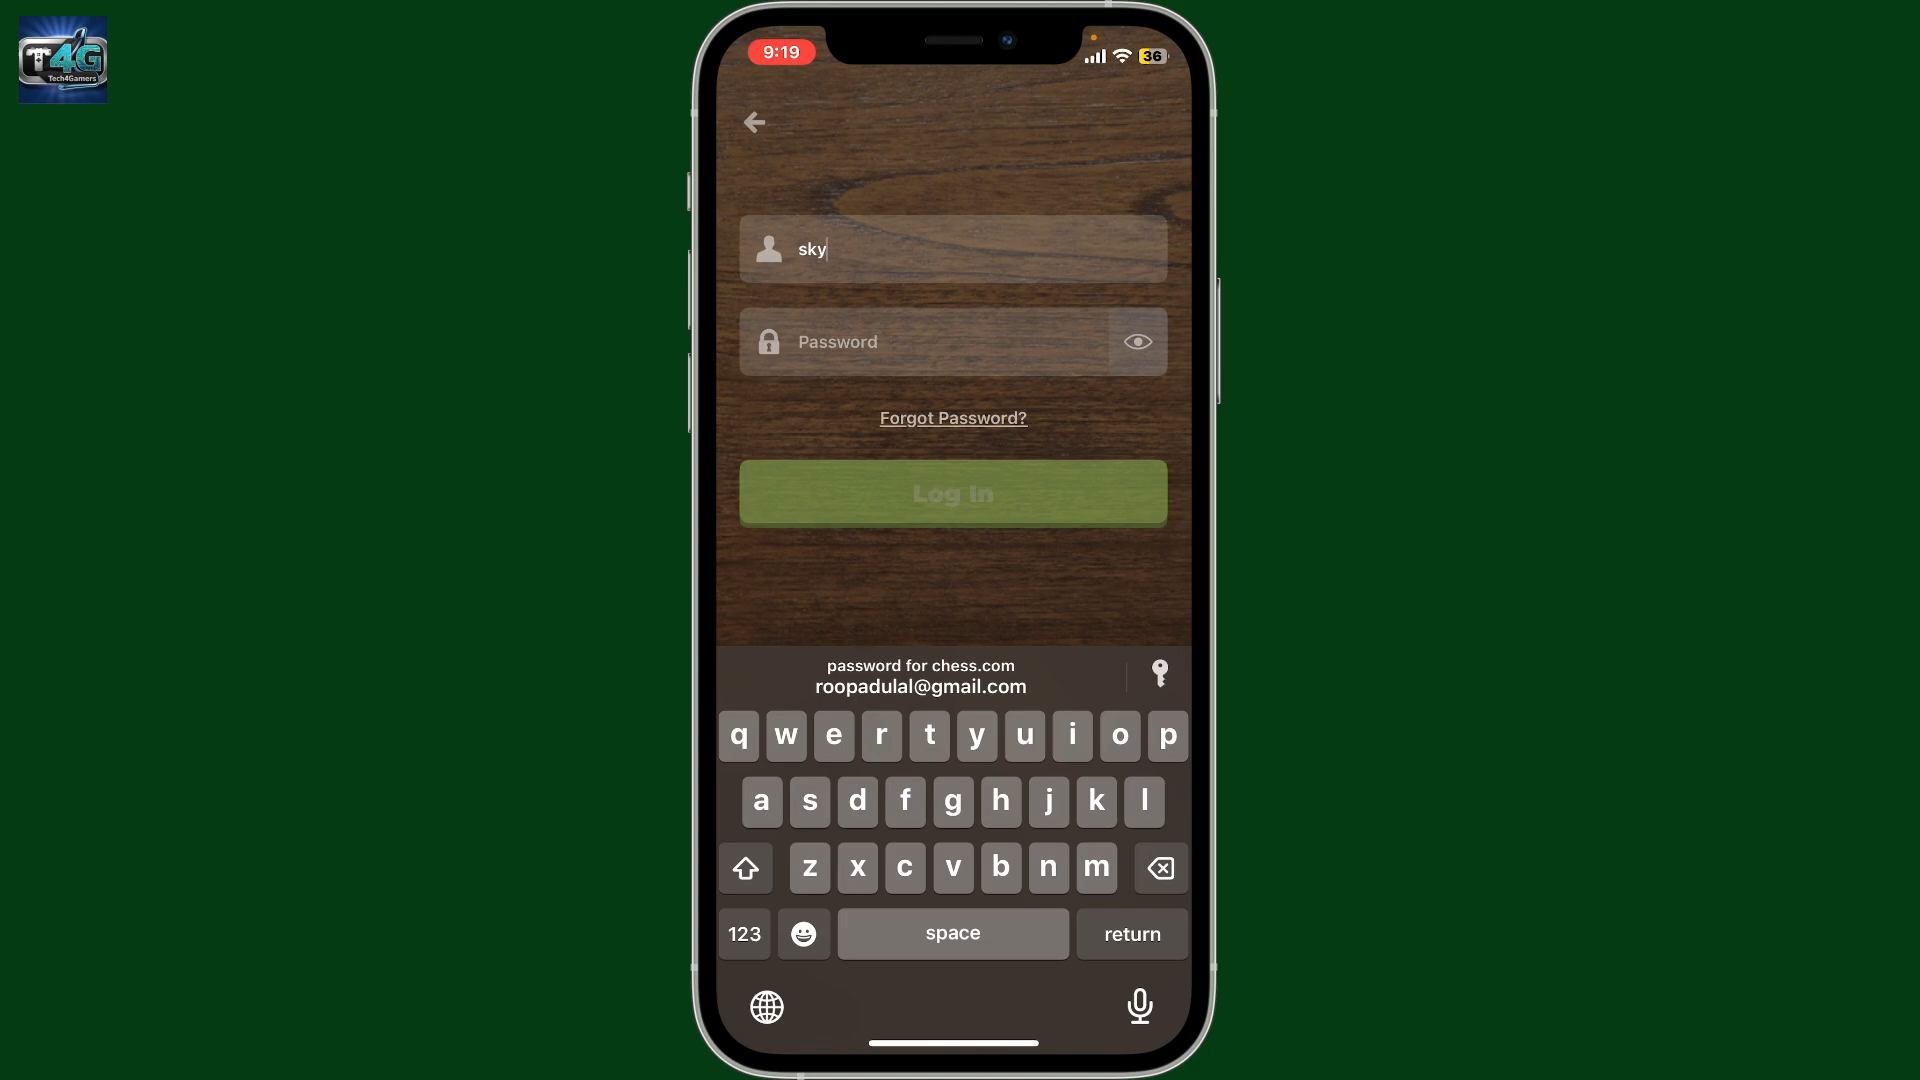 T4G
Tech4Gamers
9:19
36
sky
Password
Forgot Password?
Log In
password for chess.com
roopadulal@gmail.com
q w e r t y u i o p
a s d f g h j k l
z x c v b n m
123 space return